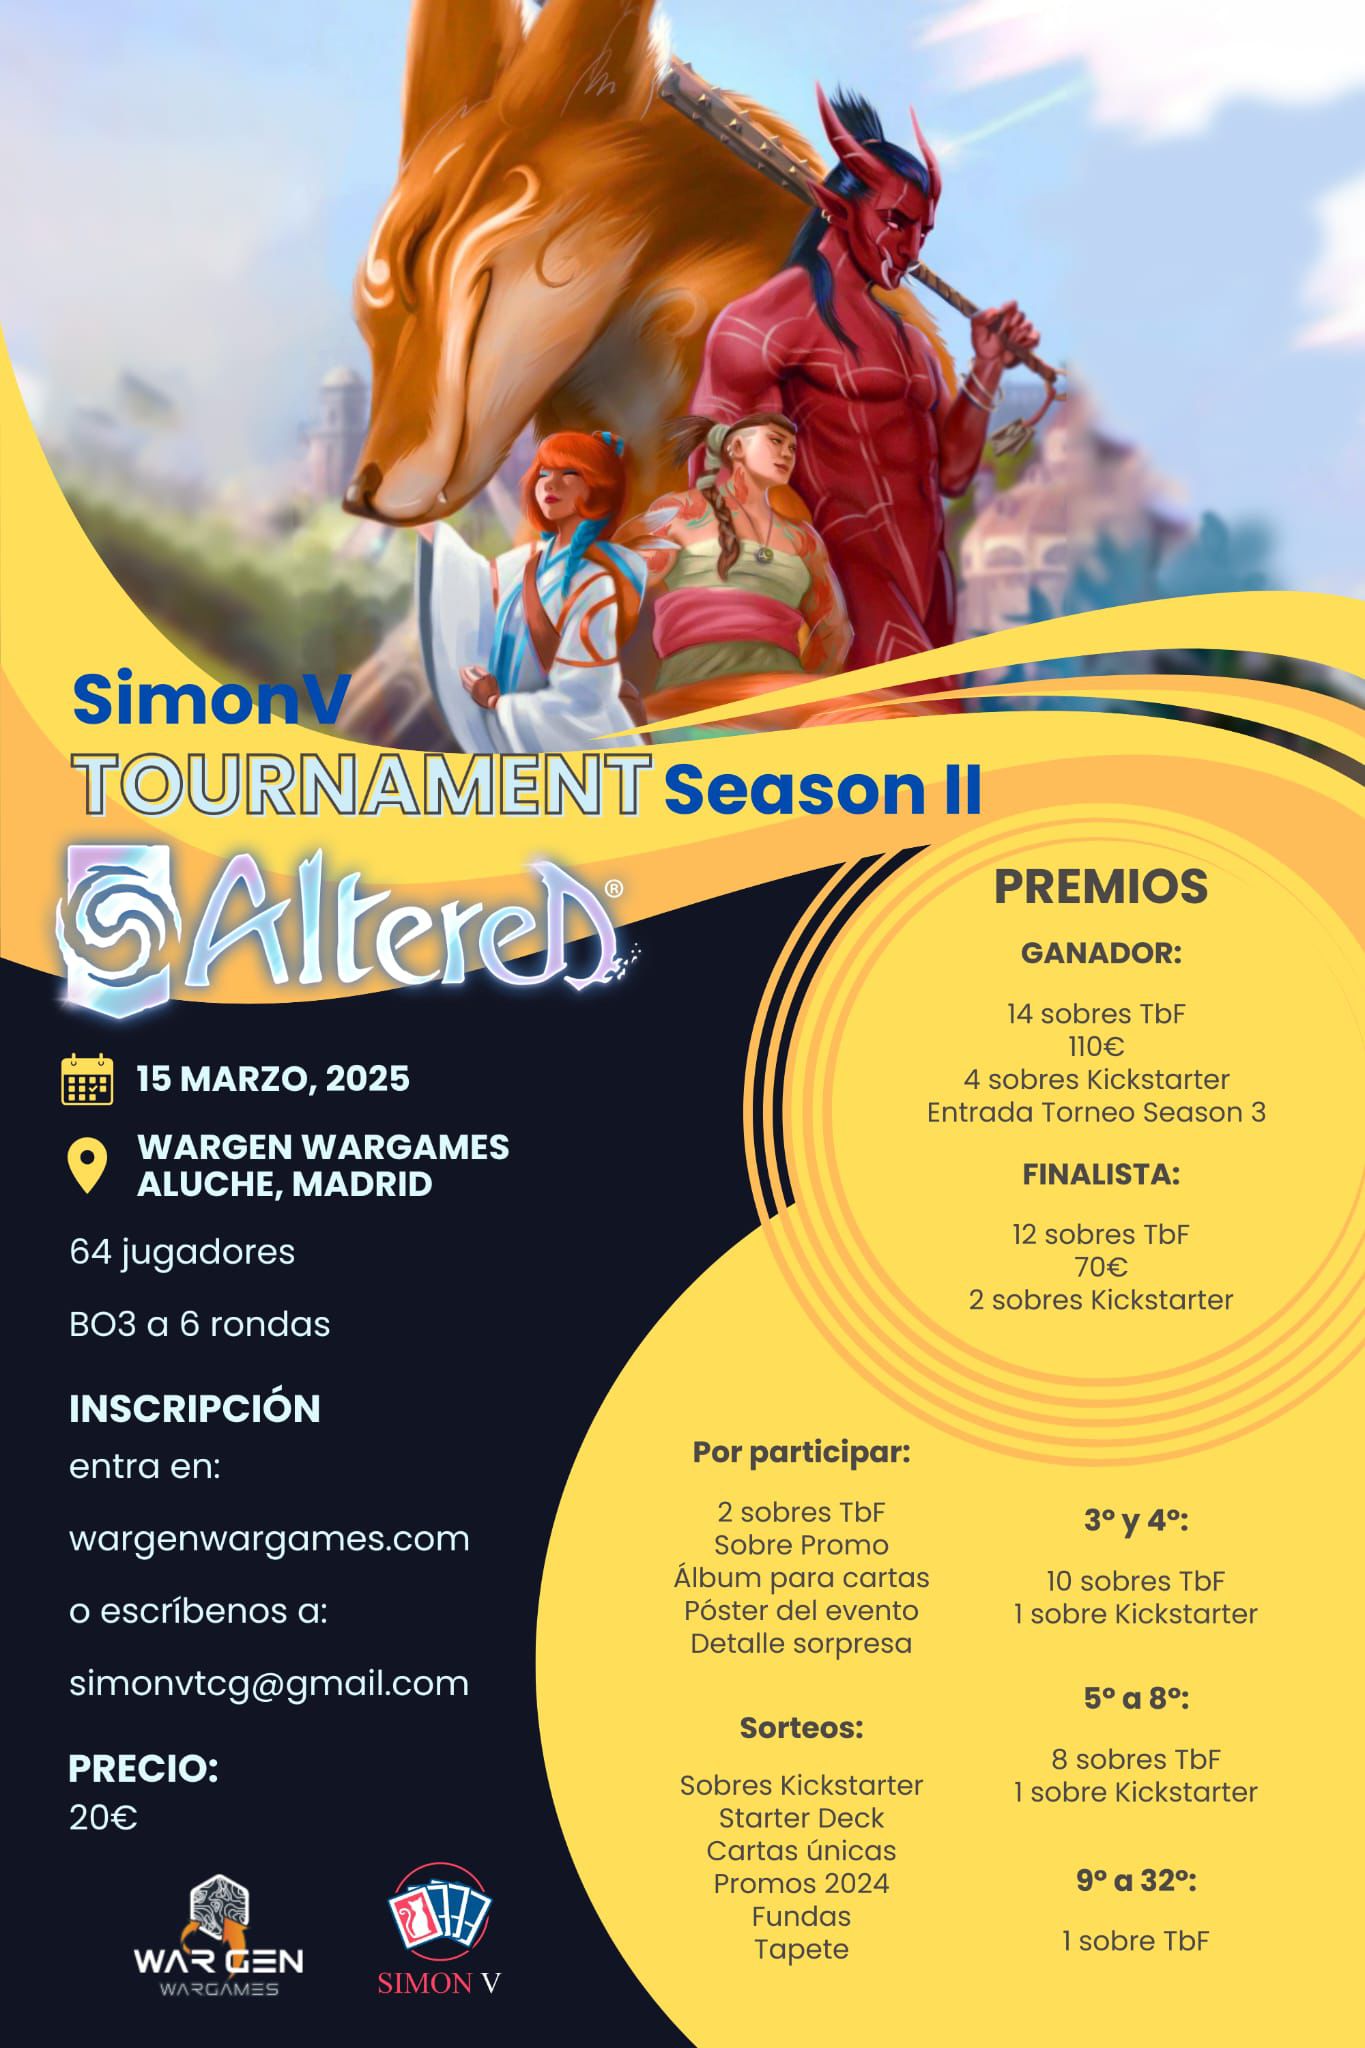 SimonV
TOURNAMENT Season II
Altered®
15 MARZO, 2025
WARGEN WARGAMES
ALUCHE, MADRID
64 jugadores
BO3 a 6 rondas
INSCRIPCIÓN
entra en:
wargenwargames.com
o escríbenos a:
simonvtcg@gmail.com
PRECIO:
20€
WAR GEN
WARGAMES
SIMON V
PREMIOS
GANADOR:
14 sobres TbF
110€
4 sobres Kickstarter
Entrada Torneo Season 3
FINALISTA:
12 sobres TbF
70€
2 sobres Kickstarter
Por participar:
2 sobres TbF
Sobre Promo
Álbum para cartas
Póster del evento
Detalle sorpresa
Sorteos:
Sobres Kickstarter
Starter Deck
Cartas únicas
Promos 2024
Fundas
Tapete
3º y 4º:
10 sobres TbF
1 sobre Kickstarter
5º a 8º:
8 sobres TbF
1 sobre Kickstarter
9º a 32º:
1 sobre TbF